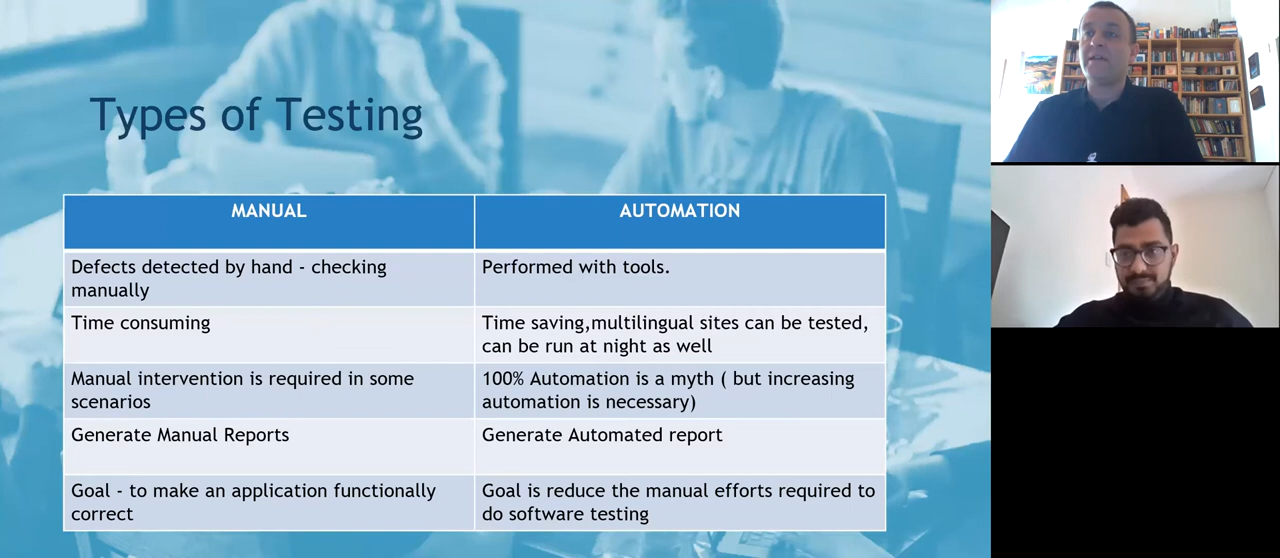 Types of Testing
MANUAL
AUTOMATION
Defects detected by hand - checking
manually
Performed with tools.
Time consuming
Time saving,multilingual sites can be tested,
can be run at night as well
Manual intervention is required in some
scenarios
100% Automation is a myth ( but increasing
automation is necessary)
Generate Manual Reports
Generate Automated report
Goal - to make an application functionally
correct
Goal is reduce the manual efforts required to
do software testing